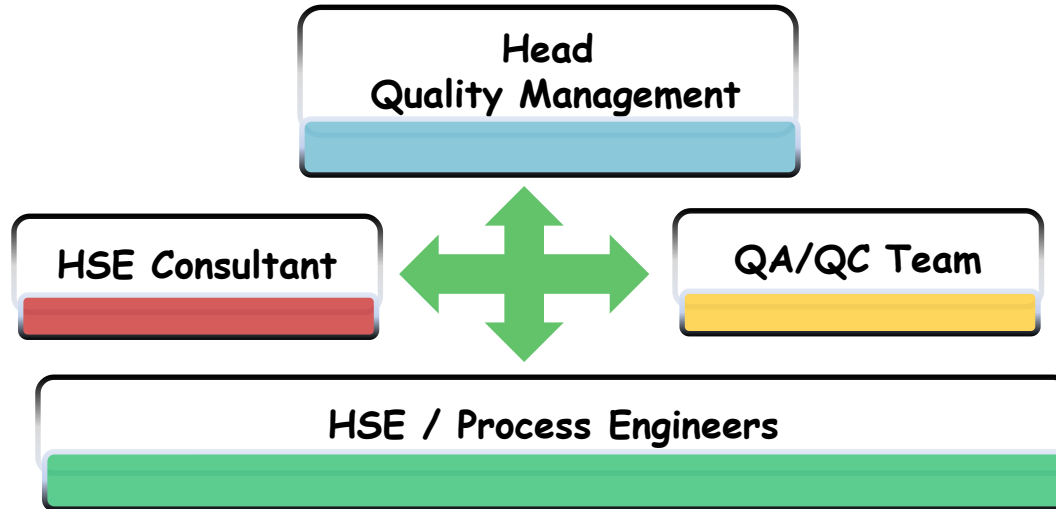 Head
Quality Management
HSE Consultant
QA/QC Team
HSE / Process Engineers